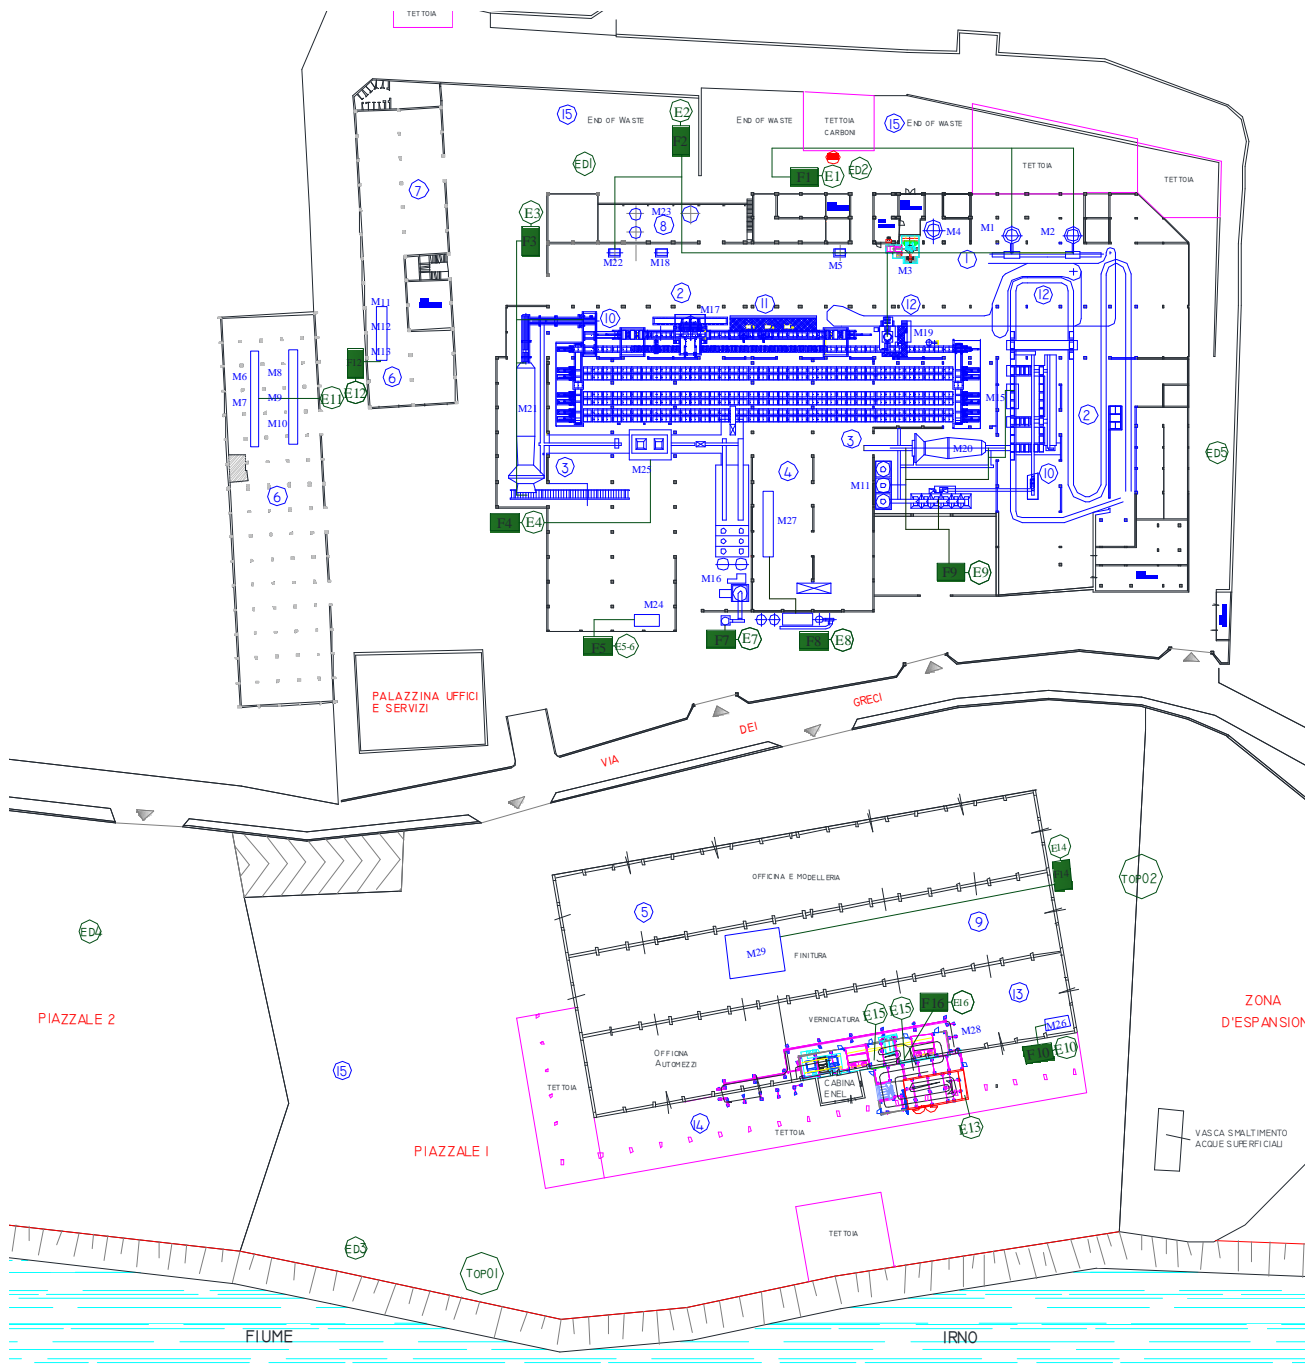 TETTOIA
15
END OF WASTE
E2
F2
END OF WASTE
TETTOIA
CARBONI
15
END OF WASTE
ED1
F1
E1
ED2
TETTOIA
TETTOIA
7
E3
F3
M23
8
M4
M1
M2
M22
M18
M5
M3
1
2
11
12
12
M11
M12
M13
10
M17
M19
F12
E12
6
M6
M7
M8
M9
M10
E11
M21
M15
2
3
M25
3
4
M20
10
ED5
6
M11
F4
E4
M27
M16
F9
E9
M24
F5
E5-6
F7
E7
F8
E8
PALAZZINA UFFICI
E SERVIZI
VIA
DEI
GRECI
E14
F14
OFFICINA E MODELLERIA
TOP02
5
9
ED4
M29
FINITURA
13
PIAZZALE 2
VERNICIATURA
E15
E15
F16
E16
M28
M26
ZONA
D'ESPANSION
OFFICINA
AUTOMEZZI
F10
E10
15
TETTOIA
CABINA
ENEL
14
TETTOIA
E13
PIAZZALE 1
VASCA SMALTIMENTO
ACQUE SUPERFICIALI
TETTOIA
ED3
TOP01
FIUME
IRNO